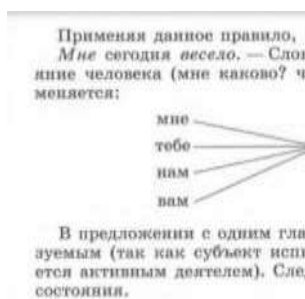 Применяя данное правило,
Мне сегодня весело. — Сло
яние человека (мне каково? ч
меняется:
мне
тебе
нам
вам
В предложении с одним гла
зуемым (так как субъект исп
ется активным деятелем). Сле
состояния.